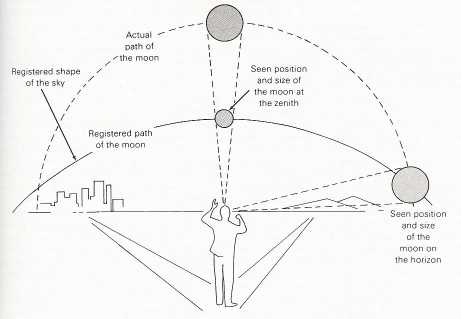 Actual
path of
the moon
Registered shape
of the sky
Seen position
and size of
the moon at
the zenith
Registered path
of the moon
Seen position
and size
of the
moon on
the horizon